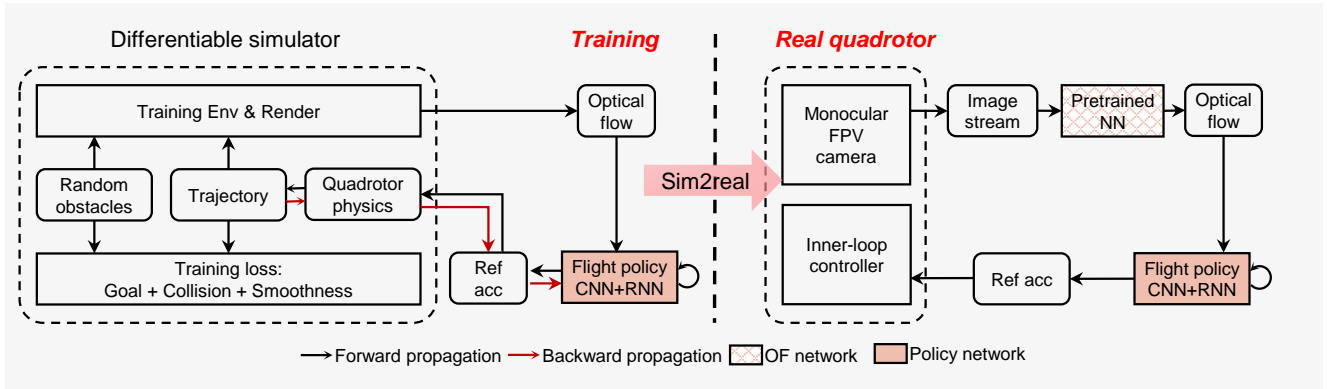 Differentiable simulator
Training
Real quadrotor
Training Env & Render
Optical
flow
Random
obstacles
Trajectory
Quadrotor
physics
Training loss:
Goal + Collision + Smoothness
Ref
acc
Flight policy
CNN+RNN
Sim2real
Monocular
FPV
camera
Image
stream
Pretrained
NN
Optical
flow
Inner-loop
controller
Ref acc
Flight policy
CNN+RNN
Forward propagation
Backward propagation
OF network
Policy network